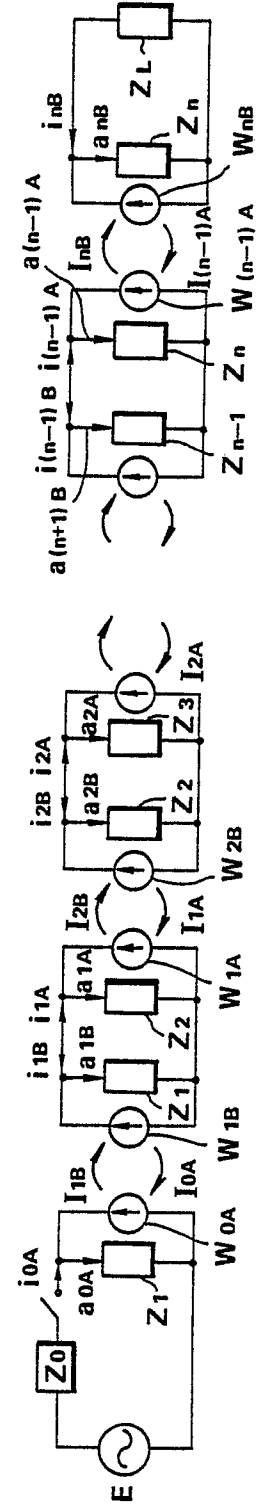 E
Z0
i0A
a0A
Z1
W0A
I1B
I0A
i1B
i1A
a1B
a1A
Z1
Z2
W1B
W1A
I2B
I1A
i2B
i2A
a2B
a2A
Z2
Z3
W2B
I2A
a(n+1)B
i(n-1)B
i(n-1)A
a(n-1)A
Zn-1
Zn
W(n-1)A
InB
I(n-1)A
inB
anB
Zn
WnB
ZL